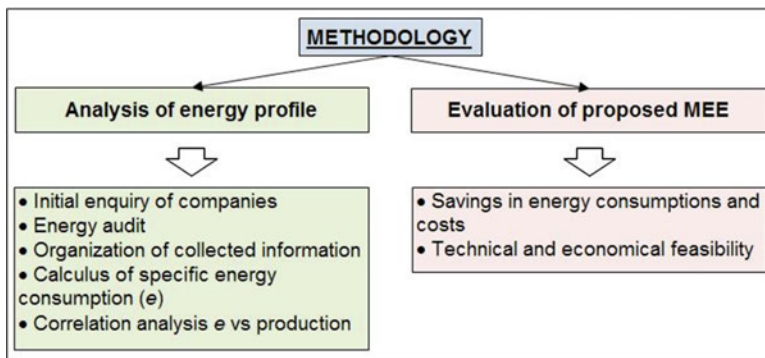 METHODOLOGY
Analysis of energy profile
Evaluation of proposed MEE
• Initial enquiry of companies
• Energy audit
• Organization of collected information
• Calculus of specific energy
consumption (e)
• Correlation analysis e vs production
• Savings in energy consumptions and
costs
• Technical and economical feasibility